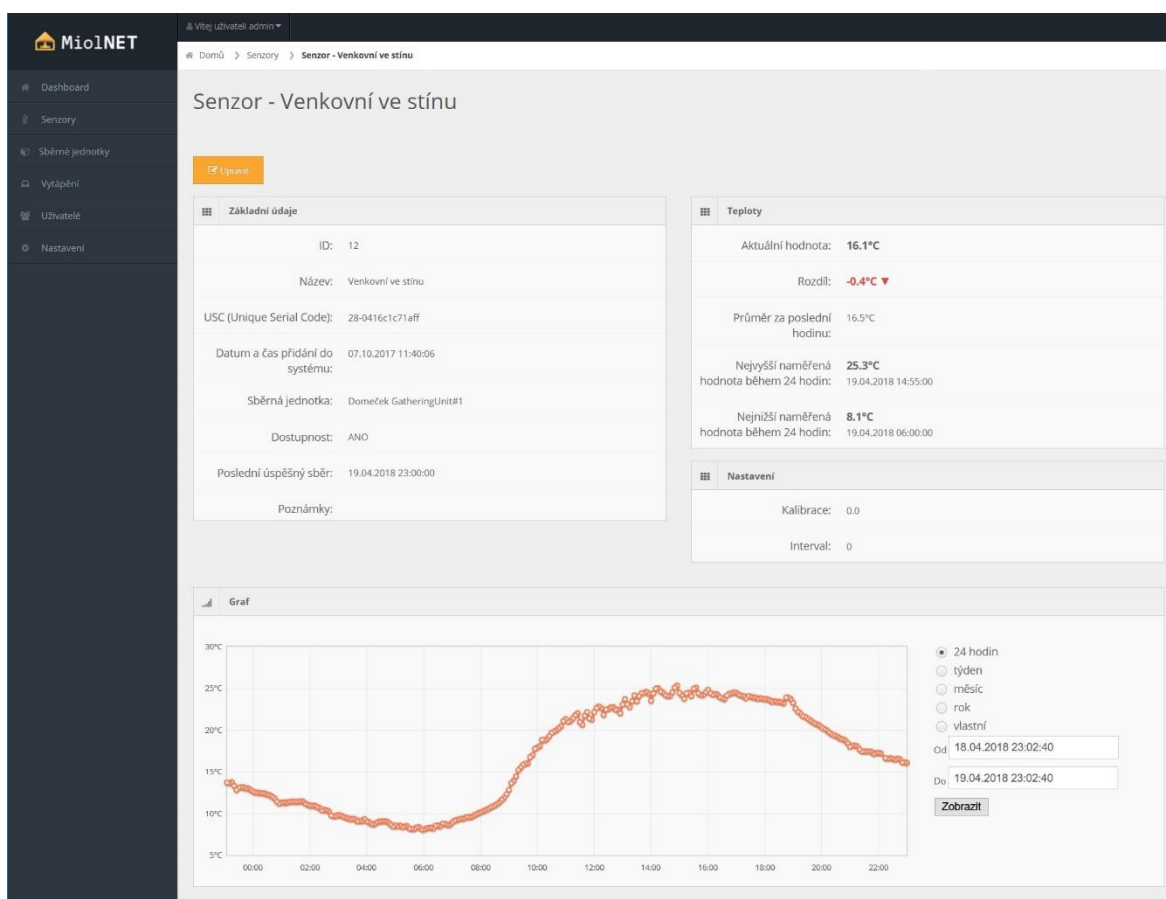 MiolNET
Vítej uživateli admin
Domů > Senzory > Senzor - Venkovní ve stínu
Dashboard
Senzory
Sběrné jednotky
Vytápění
Uživatelé
Nastavení
Senzor - Venkovní ve stínu
Upravit
Základní údaje
ID: 12
Název: Venkovní ve stínu
USC (Unique Serial Code): 28-0416c1c71aff
Datum a čas přidání do 07.10.2017 11:40:06
systému:
Sběrná jednotka: Domeček GatheringUnit#1
Dostupnost: ANO
Poslední úspěšný sběr: 19.04.2018 23:00:00
Poznámky:
Teploty
Aktuální hodnota: 16.1°C
Rozdíl: -0.4°C ▼
Průměr za poslední 16.5°C
hodinu:
Nejvyšší naměřená 25.3°C
hodnota během 24 hodin: 19.04.2018 14:55:00
Nejnižší naměřená 8.1°C
hodnota během 24 hodin: 19.04.2018 06:00:00
Nastavení
Kalibrace: 0.0
Interval: 0
Graf
30°C
25°C
20°C
15°C
10°C
5°C
00:00 02:00 04:00 06:00 08:00 10:00 12:00 14:00 16:00 18:00 20:00 22:00
24 hodin
týden
měsíc
rok
vlastní
Od 18.04.2018 23:02:40
Do 19.04.2018 23:02:40
Zobrazit